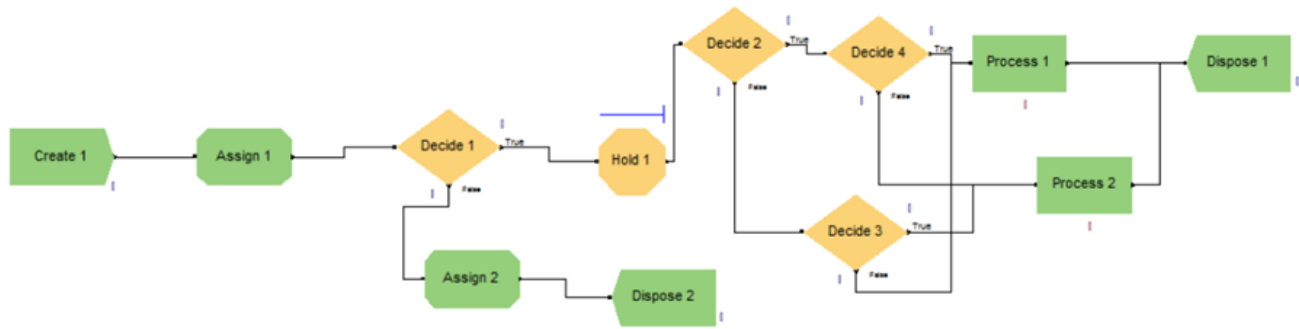 Create 1
Assign 1
Decide 1
True
False
Assign 2
Dispose 2
Hold 1
Decide 2
True
False
Decide 4
True
False
Decide 3
True
False
Process 1
Process 2
Dispose 1